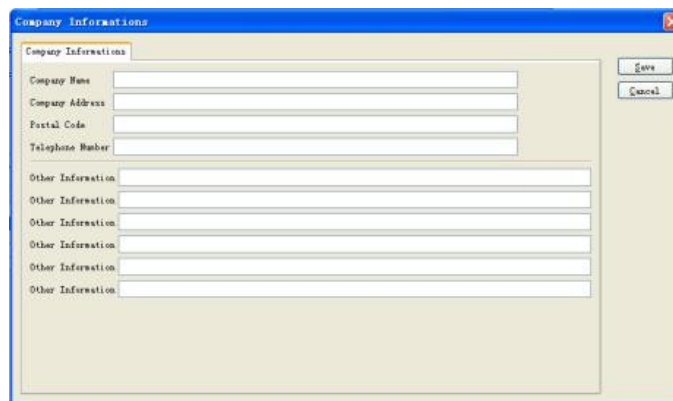 Company Informations
Company Informations
Save
Company Name
Cancel
Company Address
Postal Code
Telephone Number
Other Information
Other Information
Other Information
Other Information
Other Information
Other Information